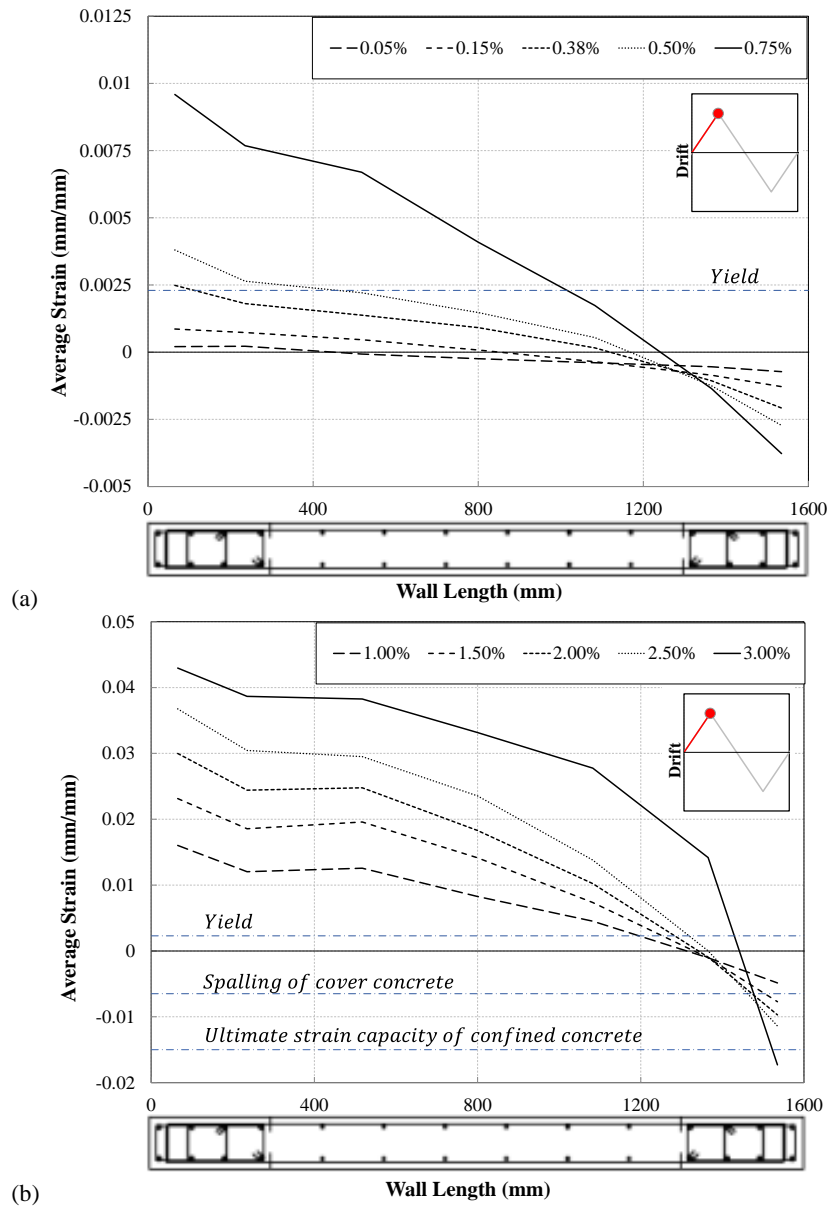 0.0125
0.05% 0.15% 0.38% 0.50% 0.75%
0.01
0.0075
0.005
0.0025
0
-0.0025
-0.005
Average Strain (mm/mm)
Drift
Yield
0 400 800 1200 1600
Wall Length (mm)
(a)
0.05
1.00% 1.50% 2.00% 2.50% 3.00%
0.04
0.03
0.02
0.01
0
-0.01
-0.02
Average Strain (mm/mm)
Drift
Yield
Spalling of cover concrete
Ultimate strain capacity of confined concrete
0 400 800 1200 1600
Wall Length (mm)
(b)